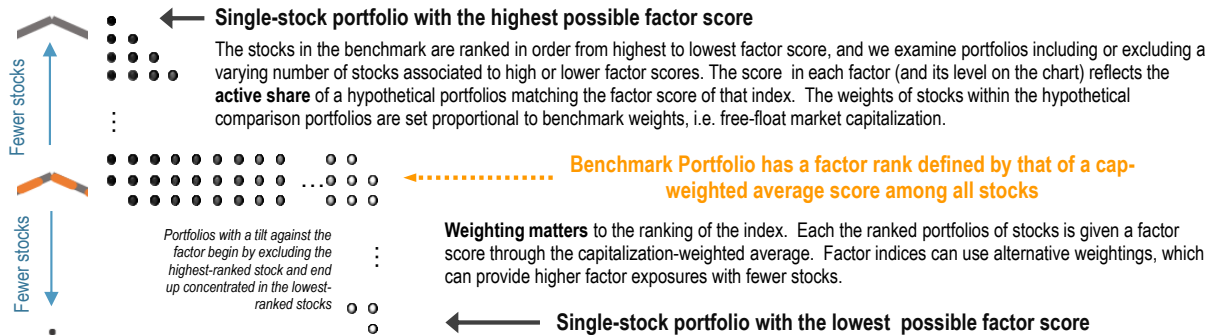 Single-stock portfolio with the highest possible factor score
The stocks in the benchmark are ranked in order from highest to lowest factor score, and we examine portfolios including or excluding a
varying number of stocks associated to high or lower factor scores. The score in each factor (and its level on the chart) reflects the
active share of a hypothetical portfolios matching the factor score of that index. The weights of stocks within the hypothetical
comparison portfolios are set proportional to benchmark weights, i.e. free-float market capitalization.
Fewer stocks
Benchmark Portfolio has a factor rank defined by that of a cap-
weighted average score among all stocks
Fewer stocks
Portfolios with a tilt against the
factor begin by excluding the
highest-ranked stock and end
up concentrated in the lowest-
ranked stocks
Weighting matters to the ranking of the index. Each the ranked portfolios of stocks is given a factor
score through the capitalization-weighted average. Factor indices can use alternative weightings, which
can provide higher factor exposures with fewer stocks.
Single-stock portfolio with the lowest possible factor score